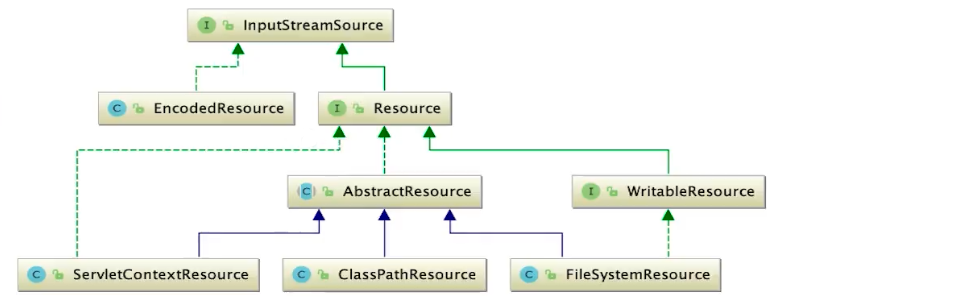 I InputStreamSource
C EncodedResource
I Resource
C AbstractResource
I WritableResource
C ServletContextResource
C ClassPathResource
C FileSystemResource